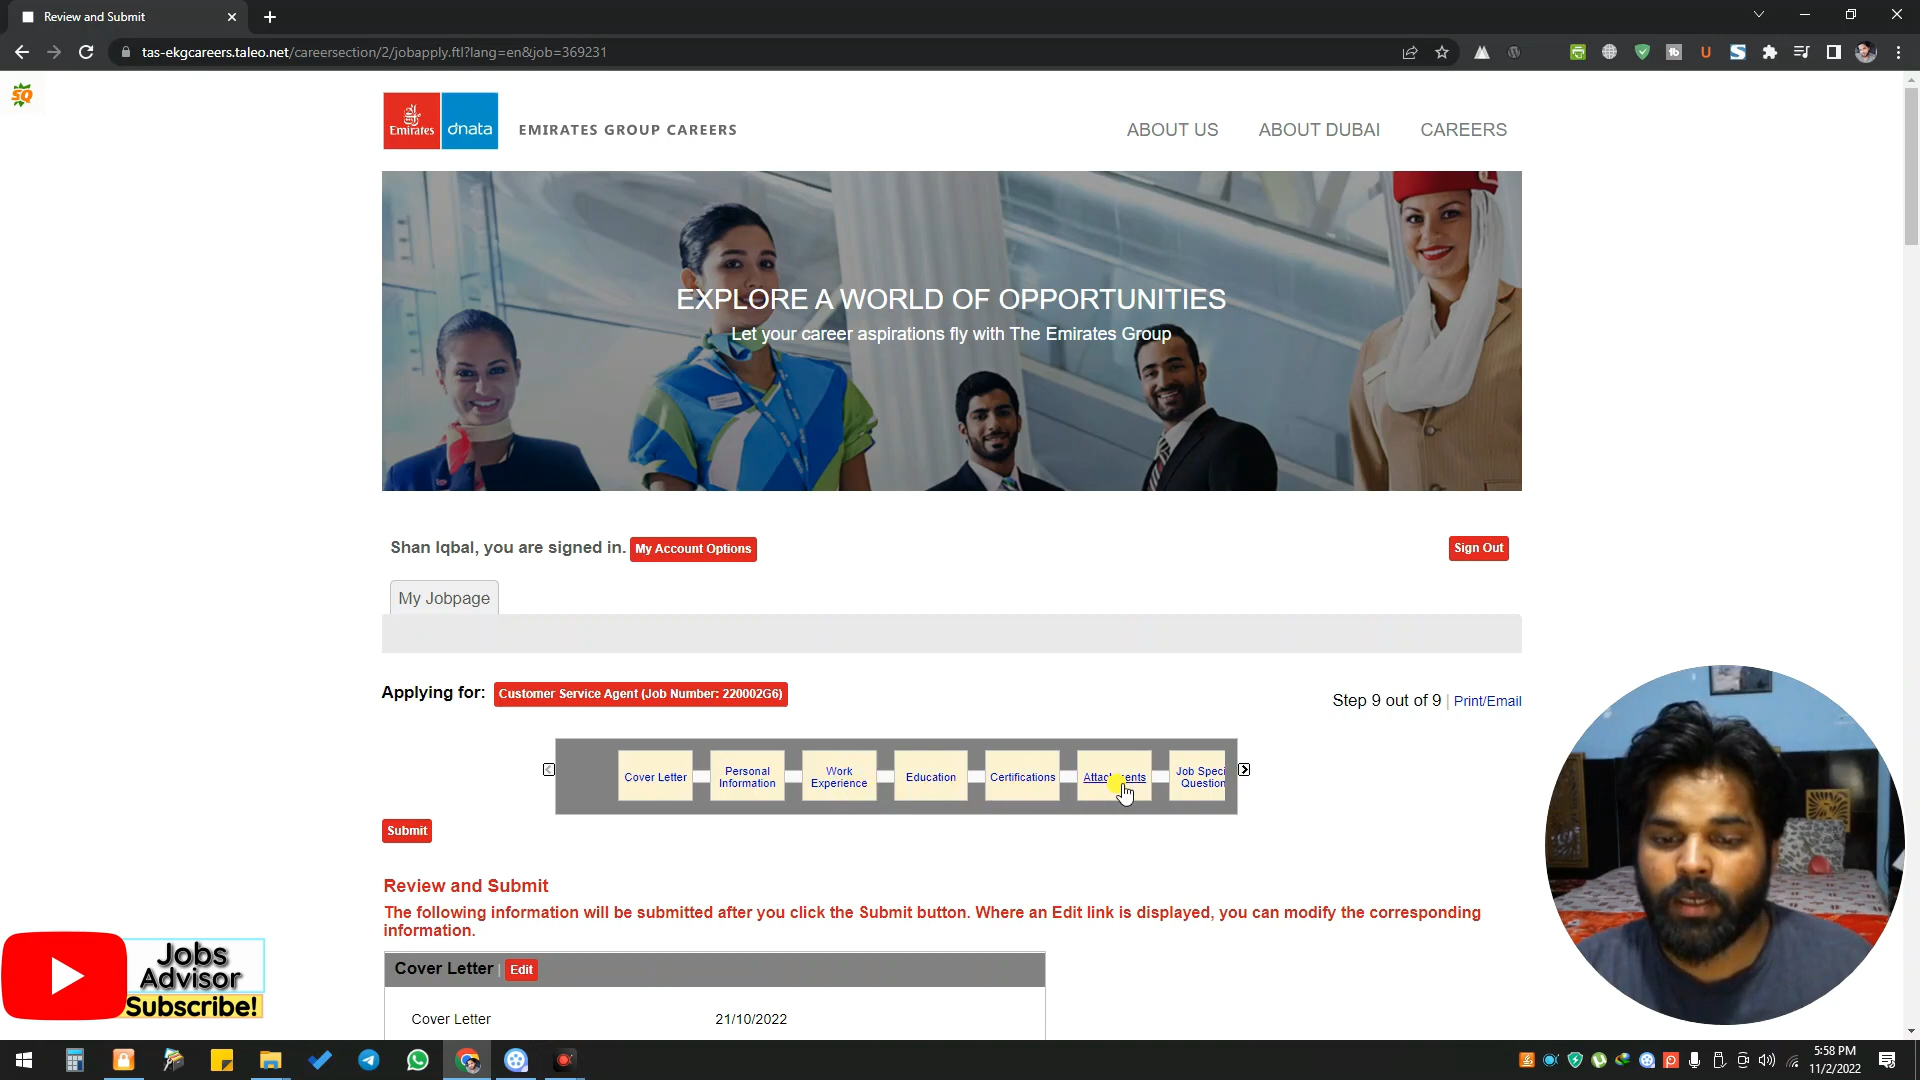 Review and Submit
tas-ekgcareers.taleo.net/careersection/2/jobapply.ftl?lang=en&job=369231
SQ
Emirates
dnata
EMIRATES GROUP CAREERS
ABOUT US
ABOUT DUBAI
CAREERS
EXPLORE A WORLD OF OPPORTUNITIES
Let your career aspirations fly with The Emirates Group
Shan Iqbal, you are signed in. My Account Options
Sign Out
My Jobpage
Applying for: Customer Service Agent (Job Number: 220002G6)
Step 9 out of 9 | Print/Email
Cover Letter
Personal
Information
Work
Experience
Education
Certifications
Attachments
Job Speci
Question
Submit
Review and Submit
The following information will be submitted after you click the Submit button. Where an Edit link is displayed, you can modify the corresponding
information.
Cover Letter | Edit
Cover Letter 21/10/2022
Jobs
Advisor
Subscribe!
5:58 PM
11/2/2022